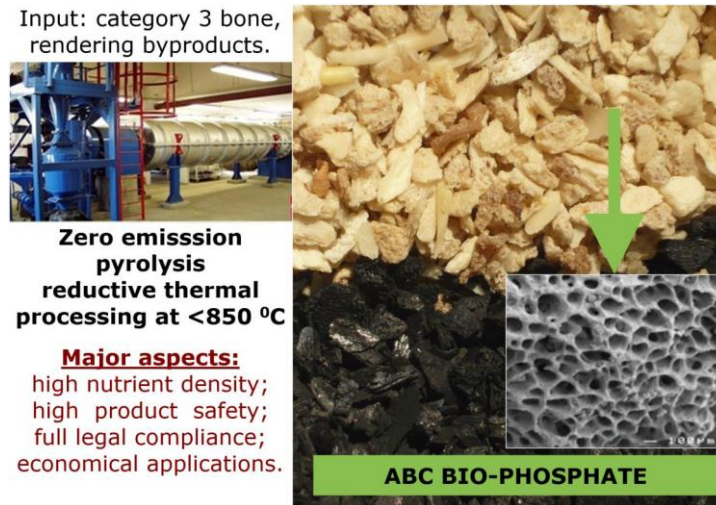 Input: category 3 bone,
rendering byproducts.
Zero emisssion
pyrolysis
reductive thermal
processing at <850 ⁰C
Major aspects:
high nutrient density;
high product safety;
full legal compliance;
economical applications.
100µm
ABC BIO-PHOSPHATE